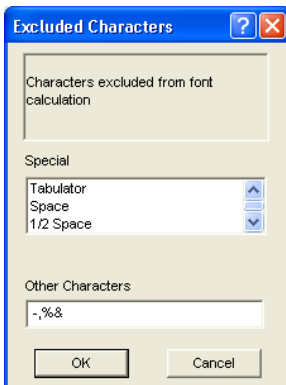 Excluded Characters
Characters excluded from font
calculation
Special
Tabulator
Space
1/2 Space
Other Characters
-,%&
OK
Cancel